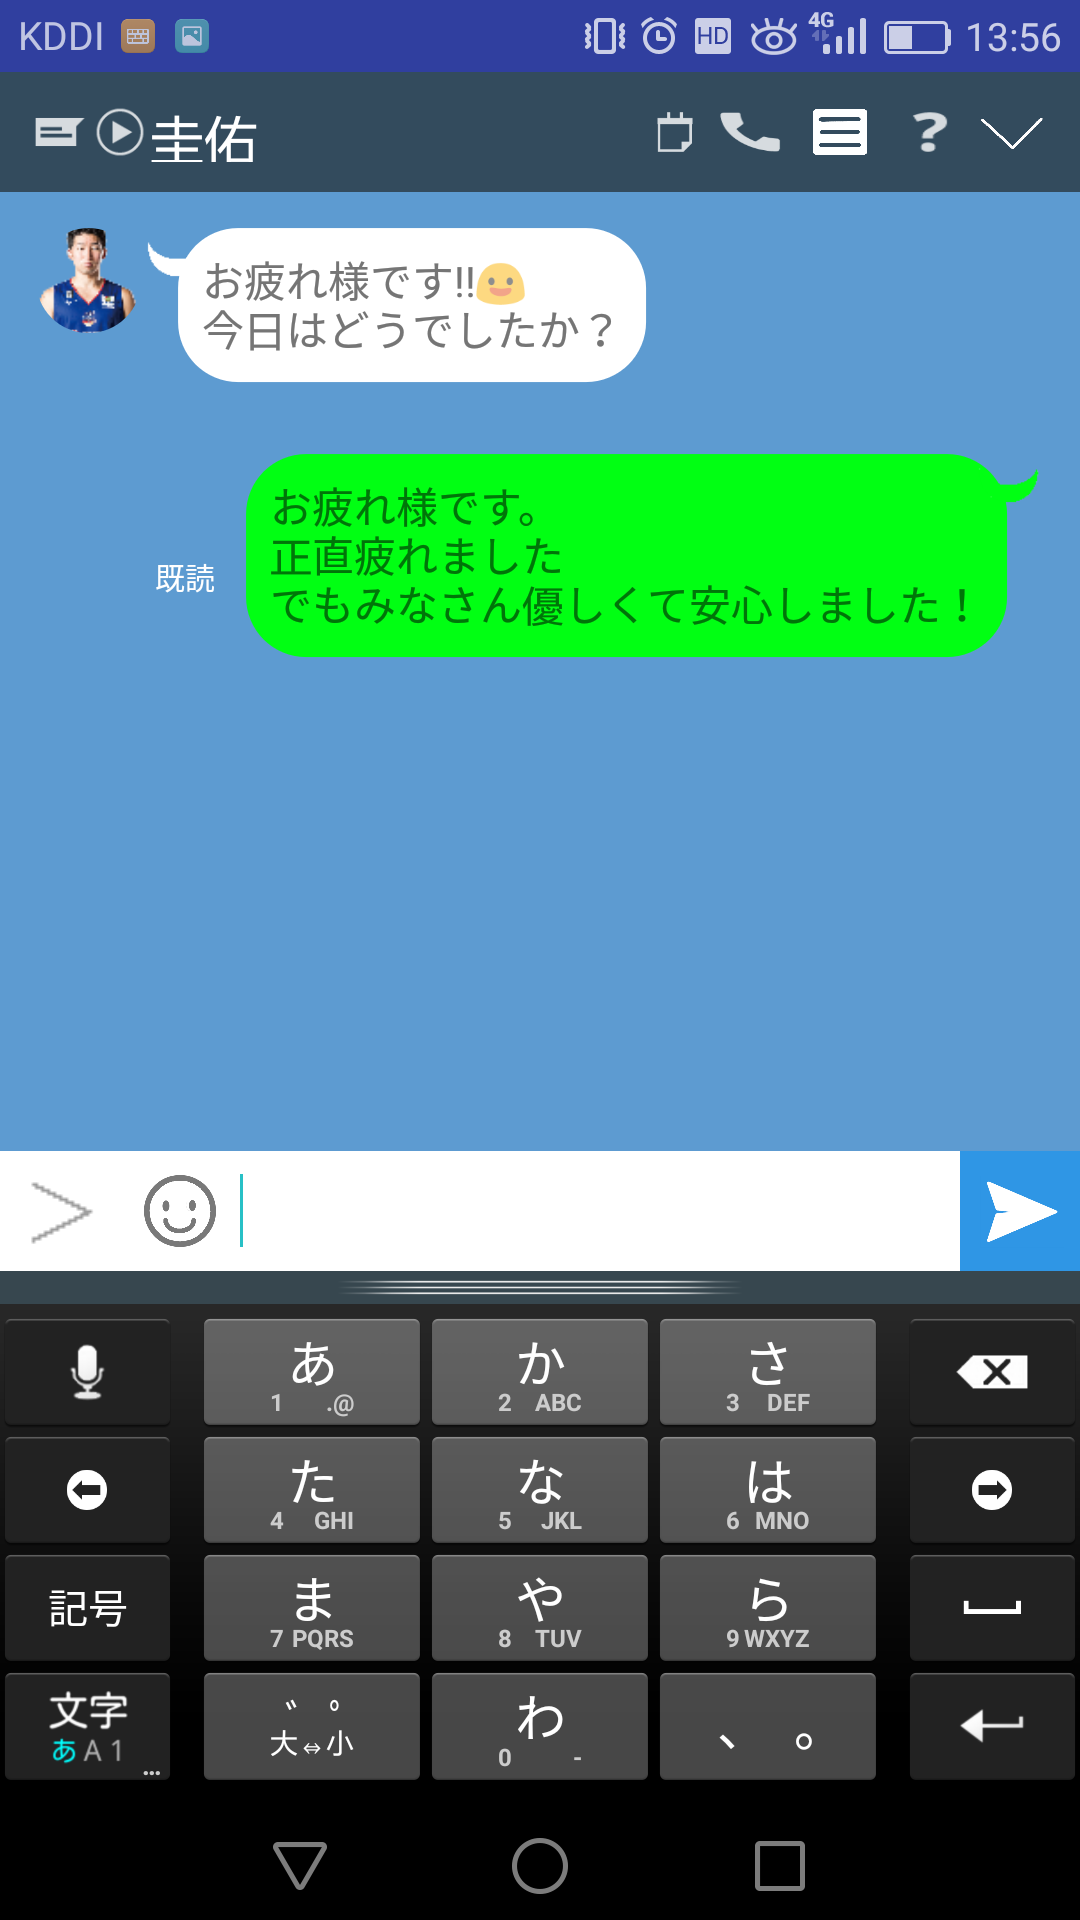 KDDI HD 4G 13:56
圭佑
お疲れ様です!!
今日はどうでしたか？
お疲れ様です。
正直疲れました
でもみなさん優しくて安心しました！
既読
あ か さ
1 .@ 2 ABC 3 DEF
た な は
4 GHI 5 JKL 6 MNO
記号 ま や ら
7 PQRS 8 TUV 9 WXYZ
文字 ゛ ゜ わ 、 。
あ A 1 ... 大⇔小 0 -